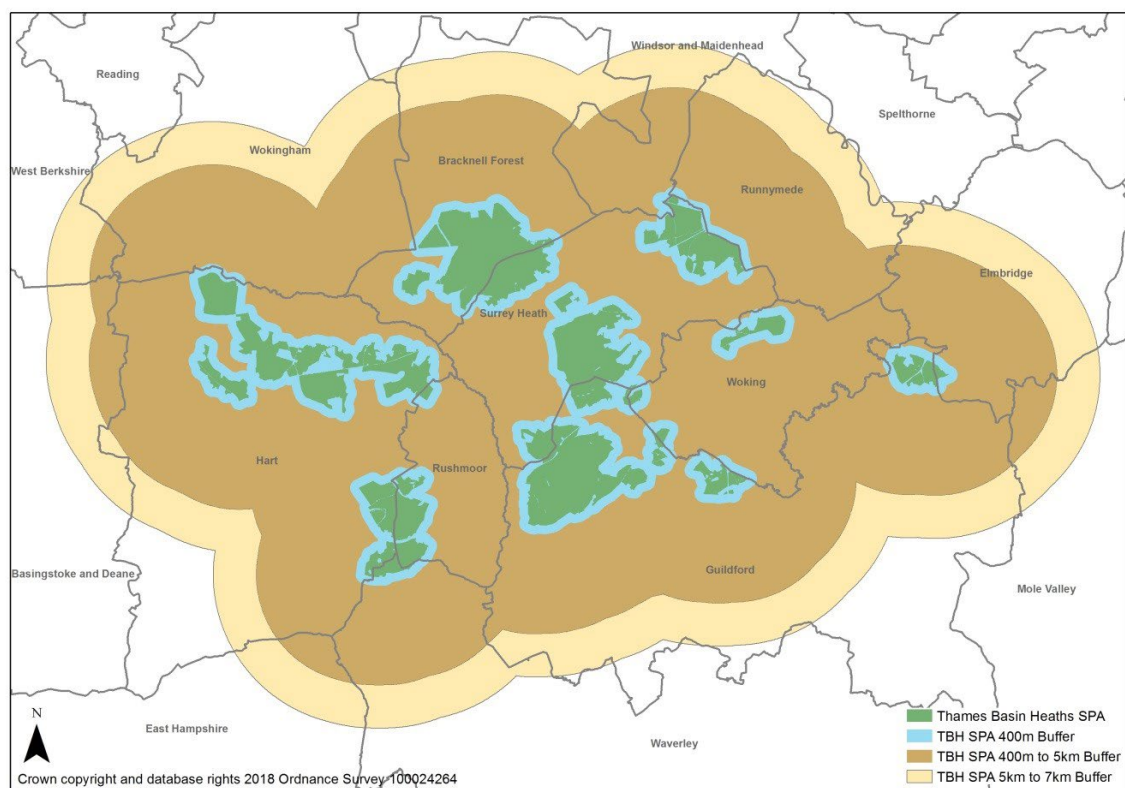 Windsor and Maidenhead
Reading
Spelthorne
Wokingham
Bracknell Forest
West Berkshire
Runnymede
Elmbridge
Surrey Heath
Woking
Hart
Rushmoor
Guildford
Basingstoke and Deane
Mole Valley
East Hampshire
Waverley
N
Crown copyright and database rights 2018 Ordnance Survey 100024264
Thames Basin Heaths SPA
TBH SPA 400m Buffer
TBH SPA 400m to 5km Buffer
TBH SPA 5km to 7km Buffer